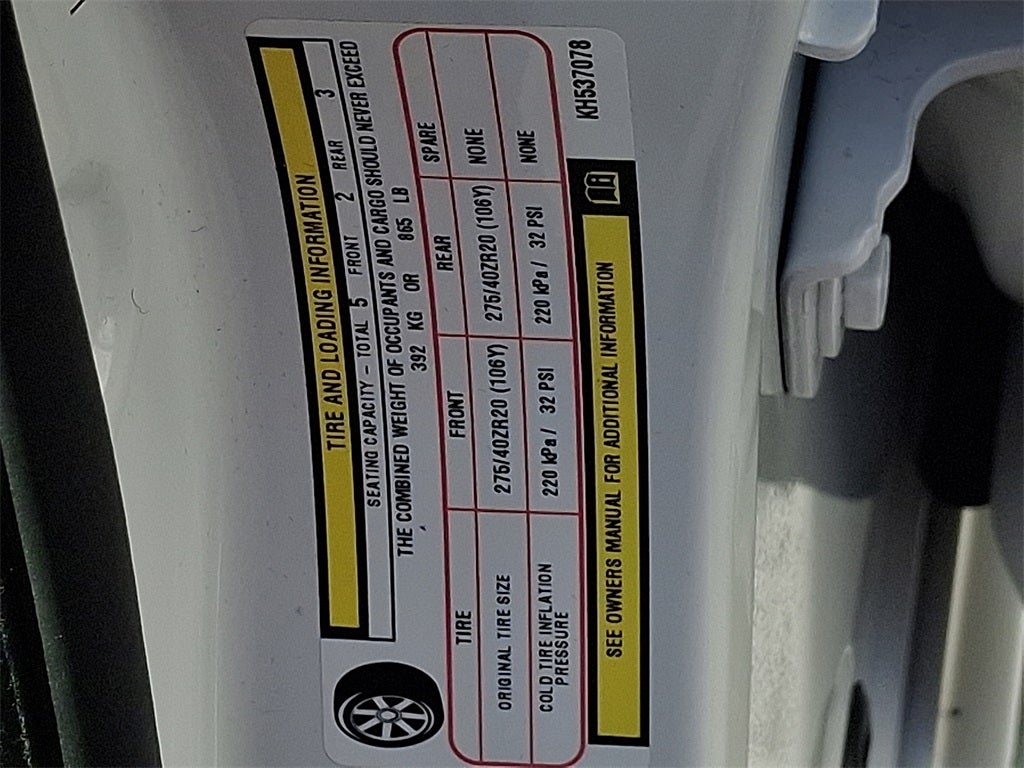 TIRE AND LOADING INFORMATION
SEATING CAPACITY - TOTAL 5 FRONT 2 REAR 3
THE COMBINED WEIGHT OF OCCUPANTS AND CARGO SHOULD NEVER EXCEED
392 KG OR 865 LB
TIRE FRONT REAR SPARE
ORIGINAL TIRE SIZE 275/40ZR20 (106Y) 275/40ZR20 (106Y) NONE
COLD TIRE INFLATION
PRESSURE 220 kPa / 32 PSI 220 kPa / 32 PSI NONE
SEE OWNERS MANUAL FOR ADDITIONAL INFORMATION
KH537078